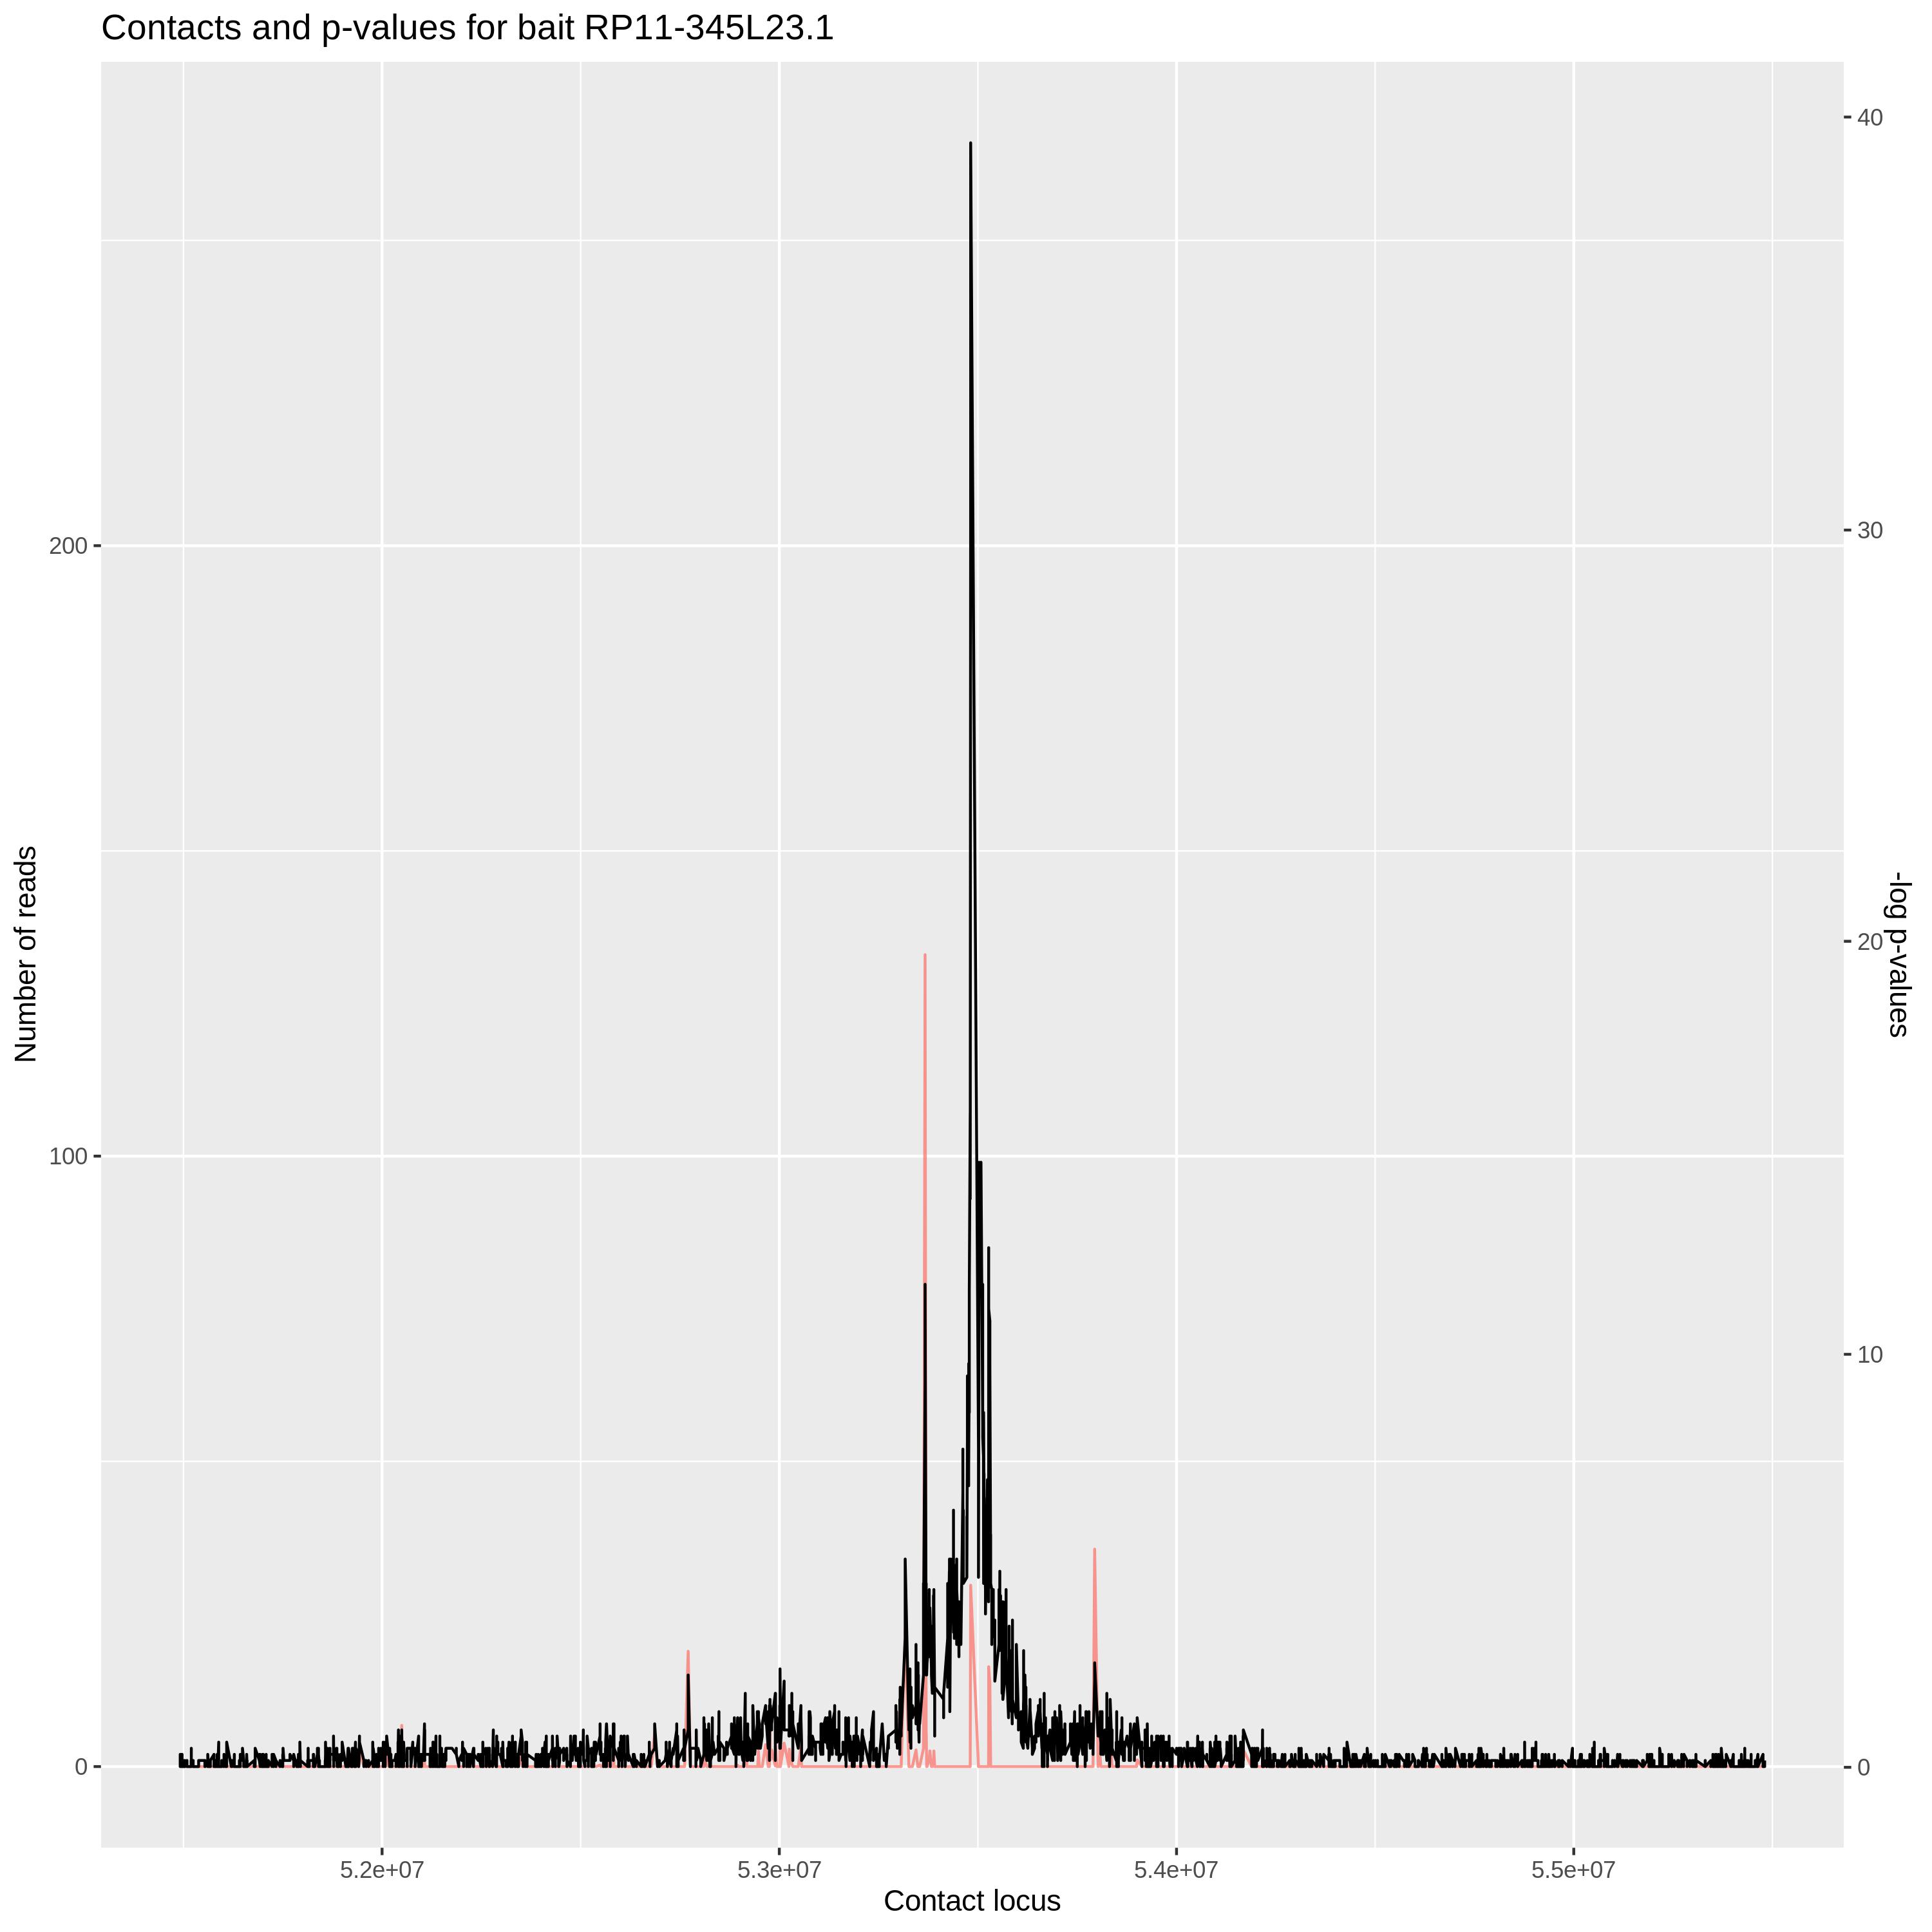 Contacts and p-values for bait RP11-345L23.1
Number of reads
200
100
0
40
30
20
10
0
-log p-values
5.2e+07
5.3e+07
5.4e+07
5.5e+07
Contact locus